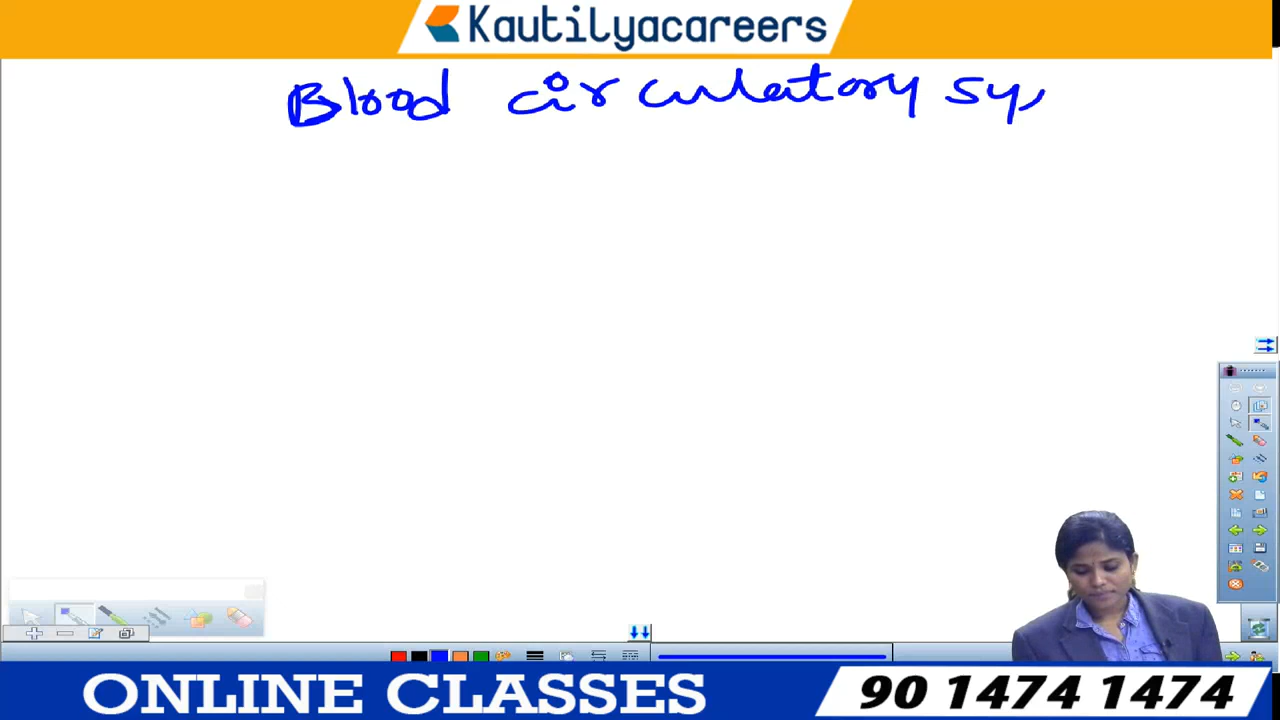 Kautilyacareers
Blood circulatory sy
ONLINE CLASSES
90 1474 1474